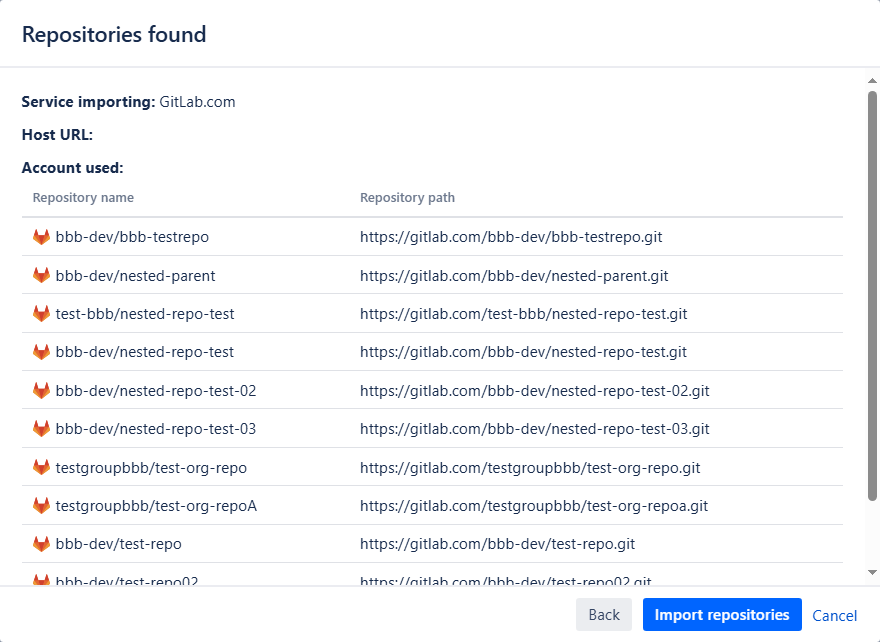 Repositories found
Service importing: GitLab.com
Host URL:
Account used:
Repository name Repository path
bbb-dev/bbb-testrepo https://gitlab.com/bbb-dev/bbb-testrepo.git
bbb-dev/nested-parent https://gitlab.com/bbb-dev/nested-parent.git
test-bbb/nested-repo-test https://gitlab.com/test-bbb/nested-repo-test.git
bbb-dev/nested-repo-test https://gitlab.com/bbb-dev/nested-repo-test.git
bbb-dev/nested-repo-test-02 https://gitlab.com/bbb-dev/nested-repo-test-02.git
bbb-dev/nested-repo-test-03 https://gitlab.com/bbb-dev/nested-repo-test-03.git
testgroupbbb/test-org-repo https://gitlab.com/testgroupbbb/test-org-repo.git
testgroupbbb/test-org-repoA https://gitlab.com/testgroupbbb/test-org-repoa.git
bbb-dev/test-repo https://gitlab.com/bbb-dev/test-repo.git
bbb-dev/test-repo02 https://gitlab.com/bbb-dev/test-repo02.git
Back Import repositories Cancel